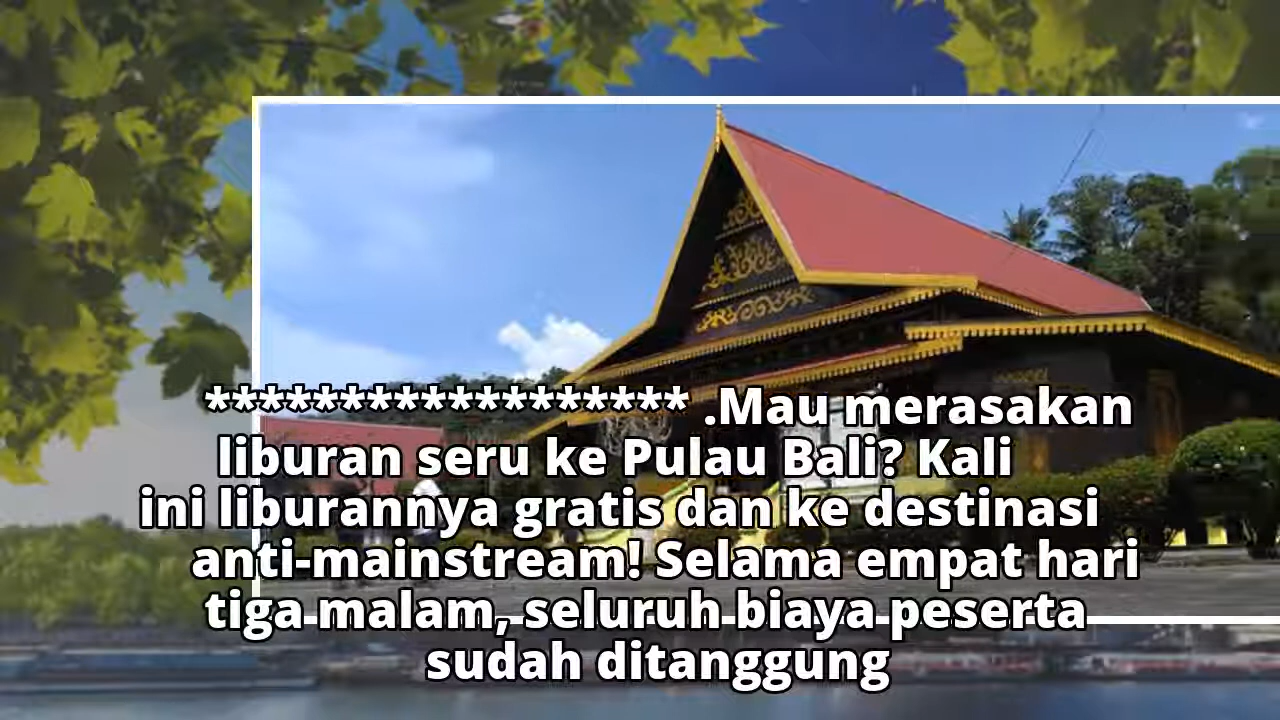 ****************** .Mau merasakan
liburan seru ke Pulau Bali? Kali
ini liburannya gratis dan ke destinasi
anti-mainstream! Selama empat hari
tiga malam, seluruh biaya peserta
sudah ditanggung